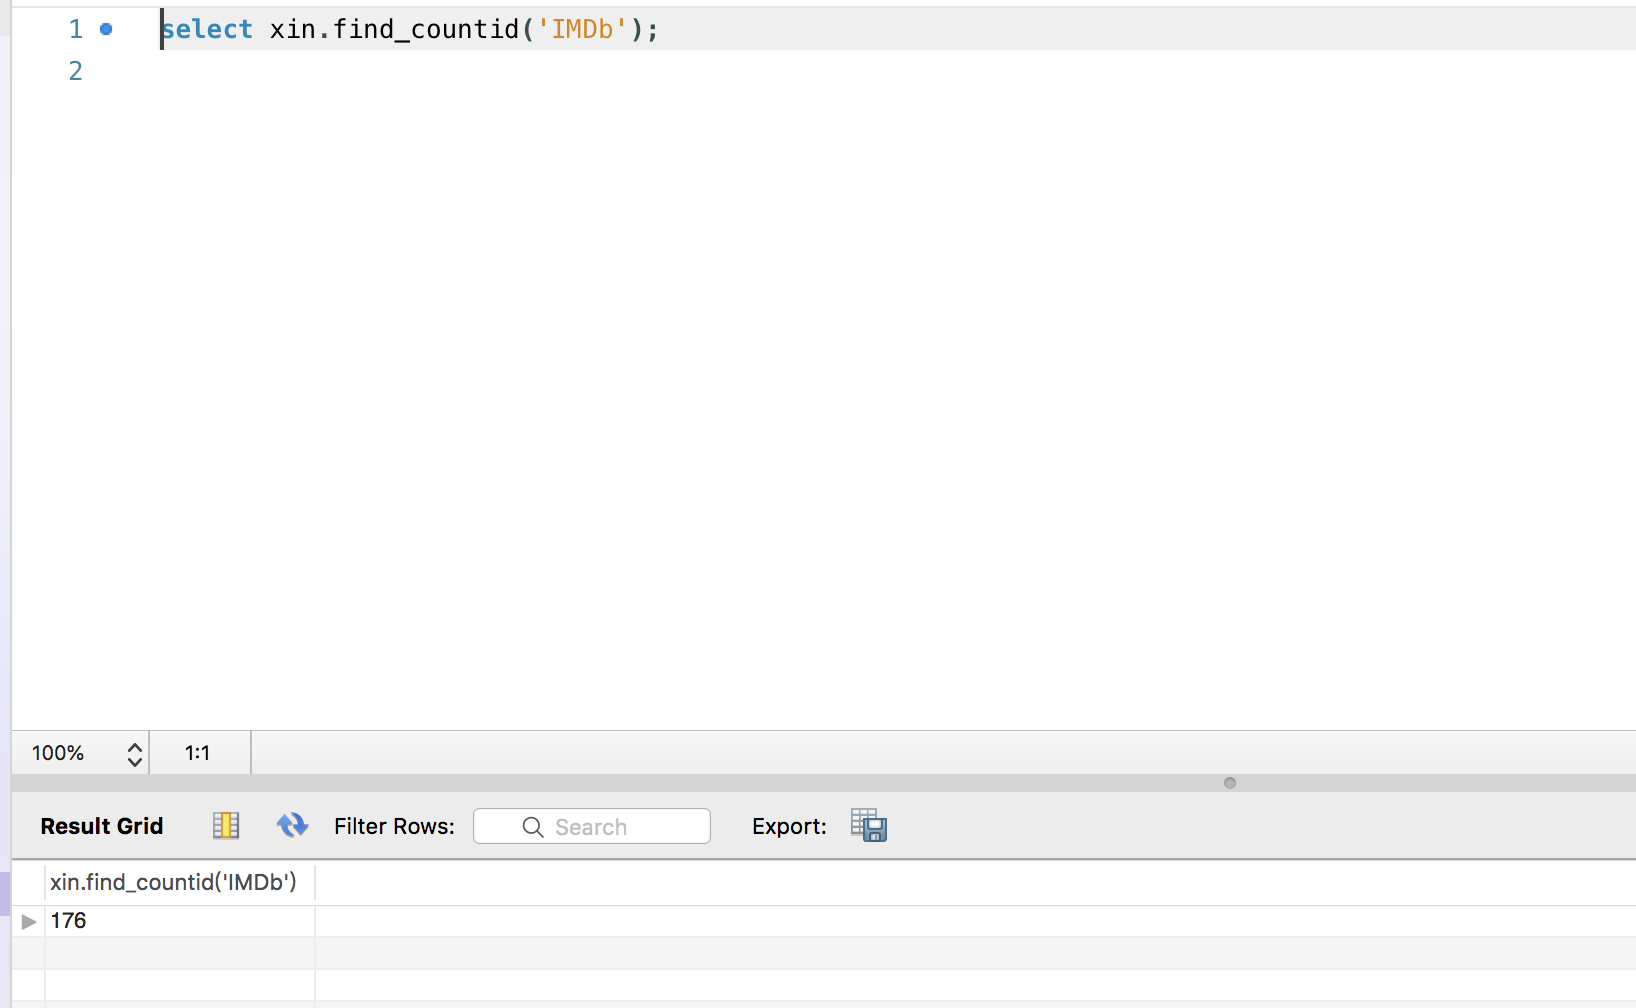 1 select xin.find_countid('IMDb');
2
100% 1:1
Result Grid Filter Rows: Search Export:
xin.find_countid('IMDb')
176